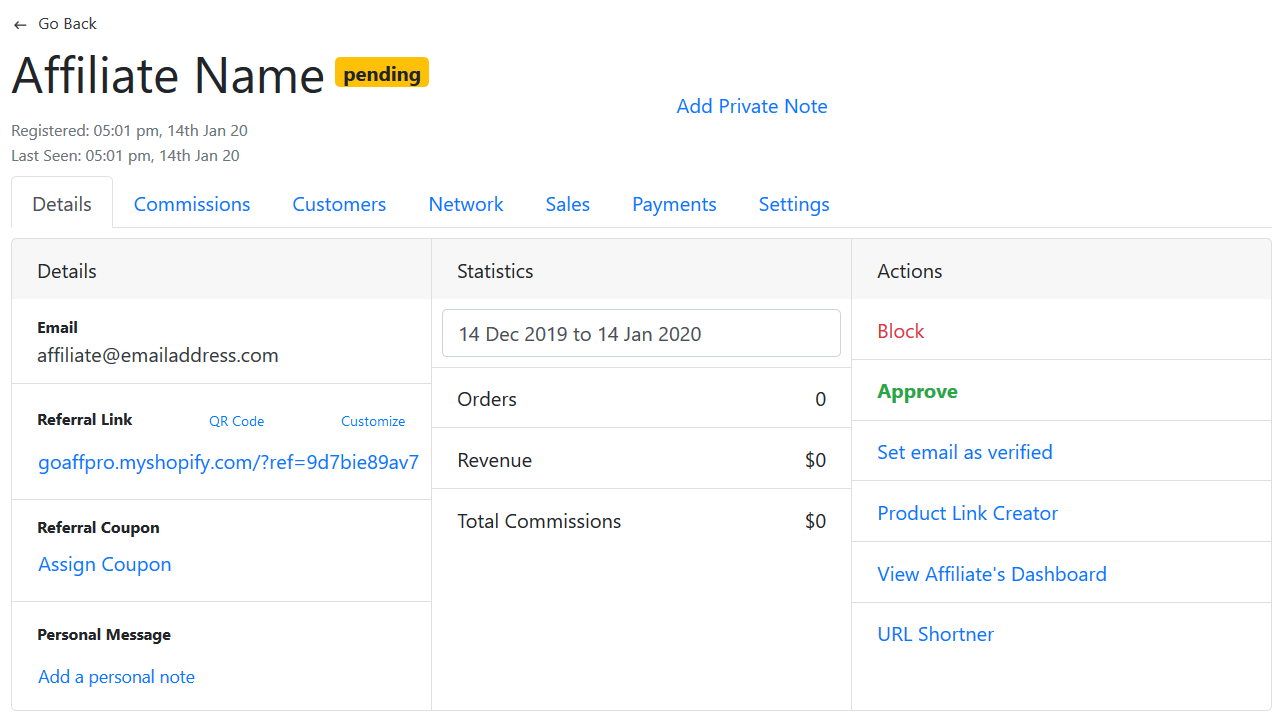 ← Go Back
Affiliate Name pending
Add Private Note
Registered: 05:01 pm, 14th Jan 20
Last Seen: 05:01 pm, 14th Jan 20
Details Commissions Customers Network Sales Payments Settings
Details
Email
affiliate@emailaddress.com
Referral Link QR Code Customize
goaffpro.myshopify.com/?ref=9d7bie89av7
Referral Coupon
Assign Coupon
Personal Message
Add a personal note
Statistics
14 Dec 2019 to 14 Jan 2020
Orders 0
Revenue $0
Total Commissions $0
Actions
Block
Approve
Set email as verified
Product Link Creator
View Affiliate's Dashboard
URL Shortner